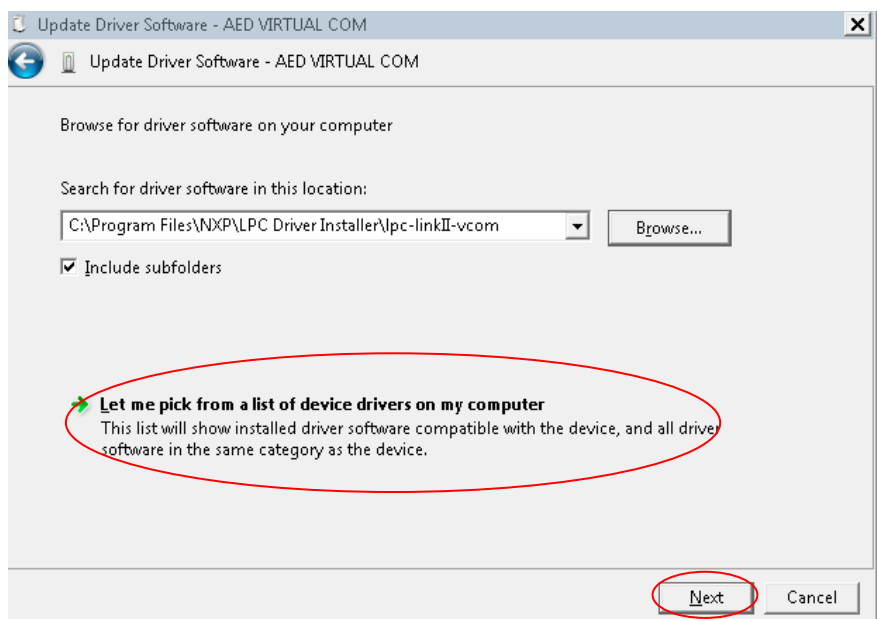 Update Driver Software - AED VIRTUAL COM
Update Driver Software - AED VIRTUAL COM
Browse for driver software on your computer
Search for driver software in this location:
C:\Program Files\NXP\LPC Driver Installer\lpc-linkII-vcom
Browse...
Include subfolders
Let me pick from a list of device drivers on my computer
This list will show installed driver software compatible with the device, and all driver
software in the same category as the device.
Next
Cancel